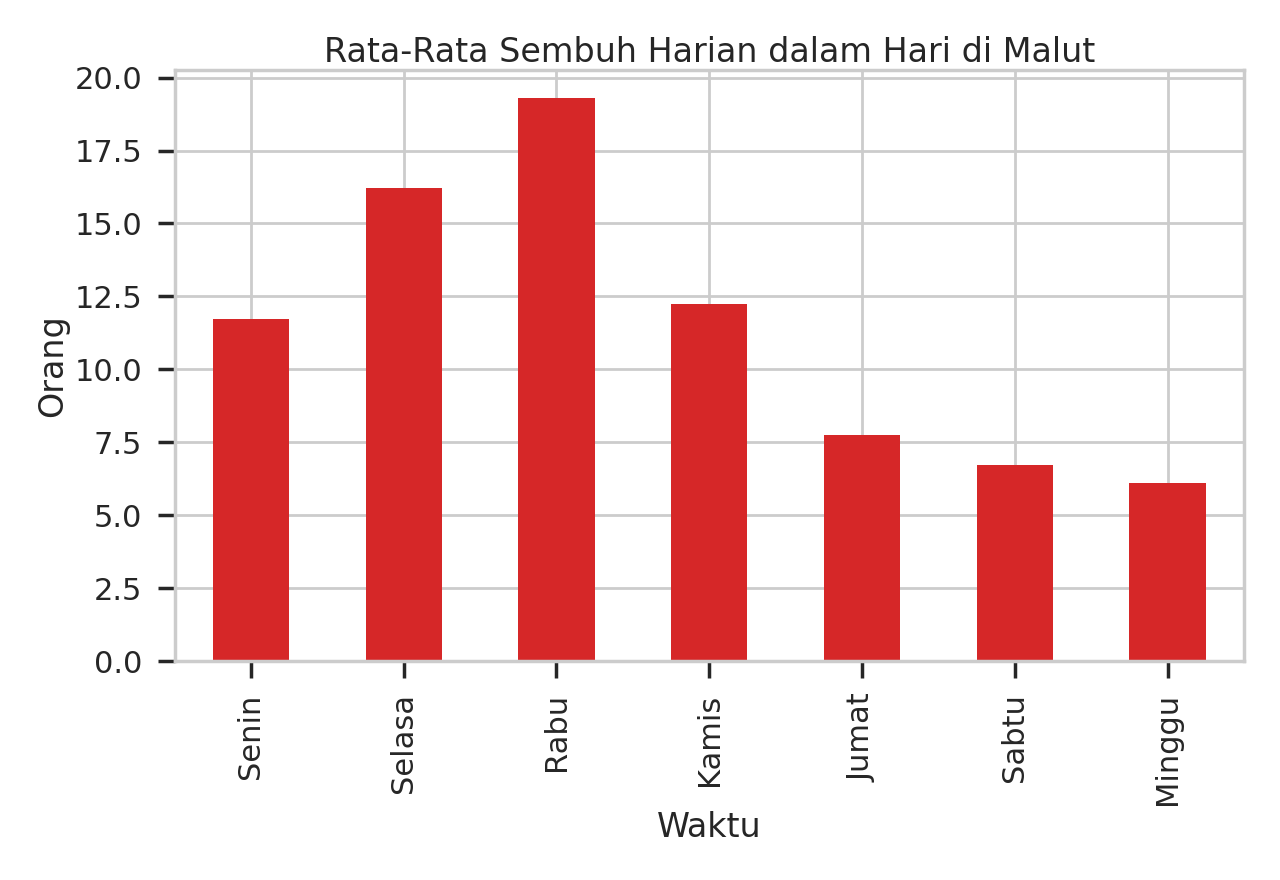 Rata-Rata Sembuh Harian dalam Hari di Malut
20.0
17.5
15.0
12.5
10.0
7.5
5.0
2.5
0.0
Orang
Senin
Selasa
Rabu
Kamis
Jumat
Sabtu
Minggu
Waktu